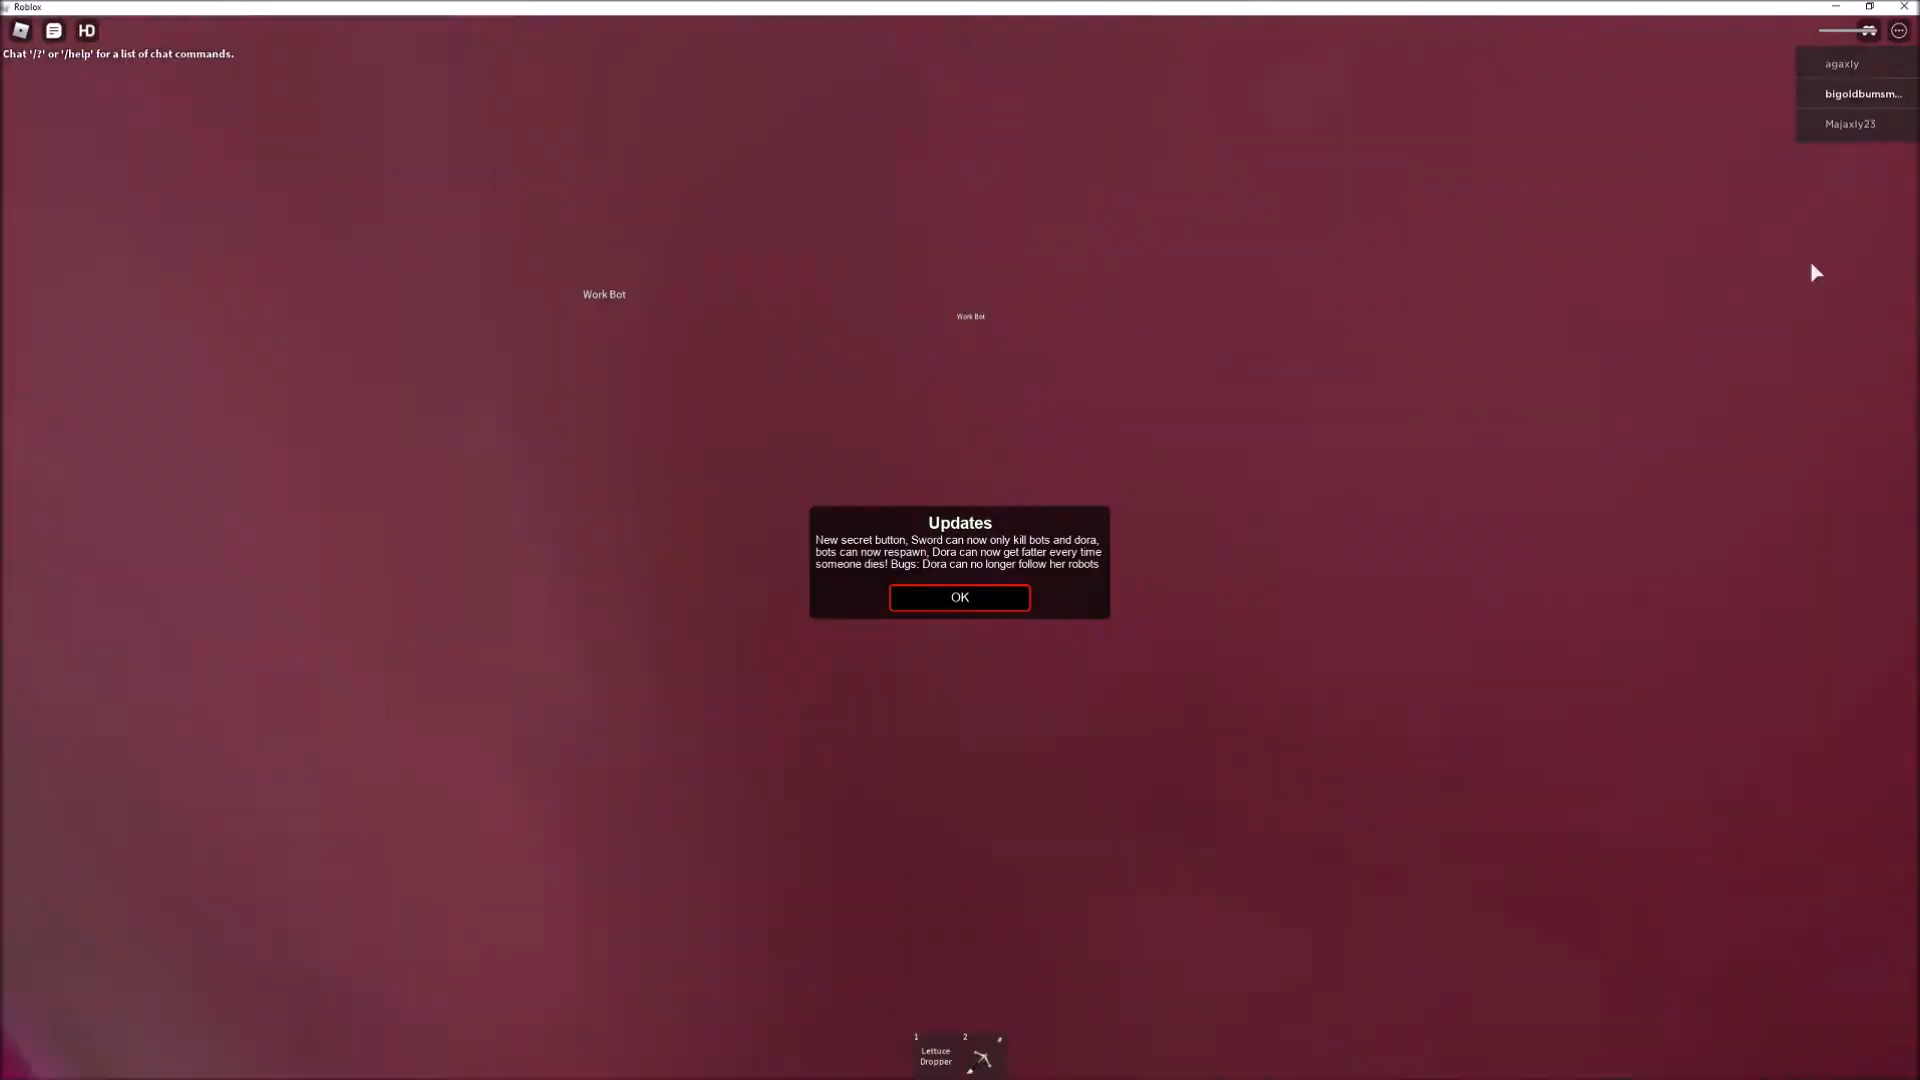 Roblox
HD
Chat '/?' or '/help' for a list of chat commands.
agaxly
bigoldbumsm...
Majaxly23
Work Bot
Work Bot
Updates
New secret button, Sword can now only kill bots and dora,
bots can now respawn, Dora can now get fatter every time
someone dies! Bugs: Dora can no longer follow her robots
OK
1
2
Lettuce
Dropper